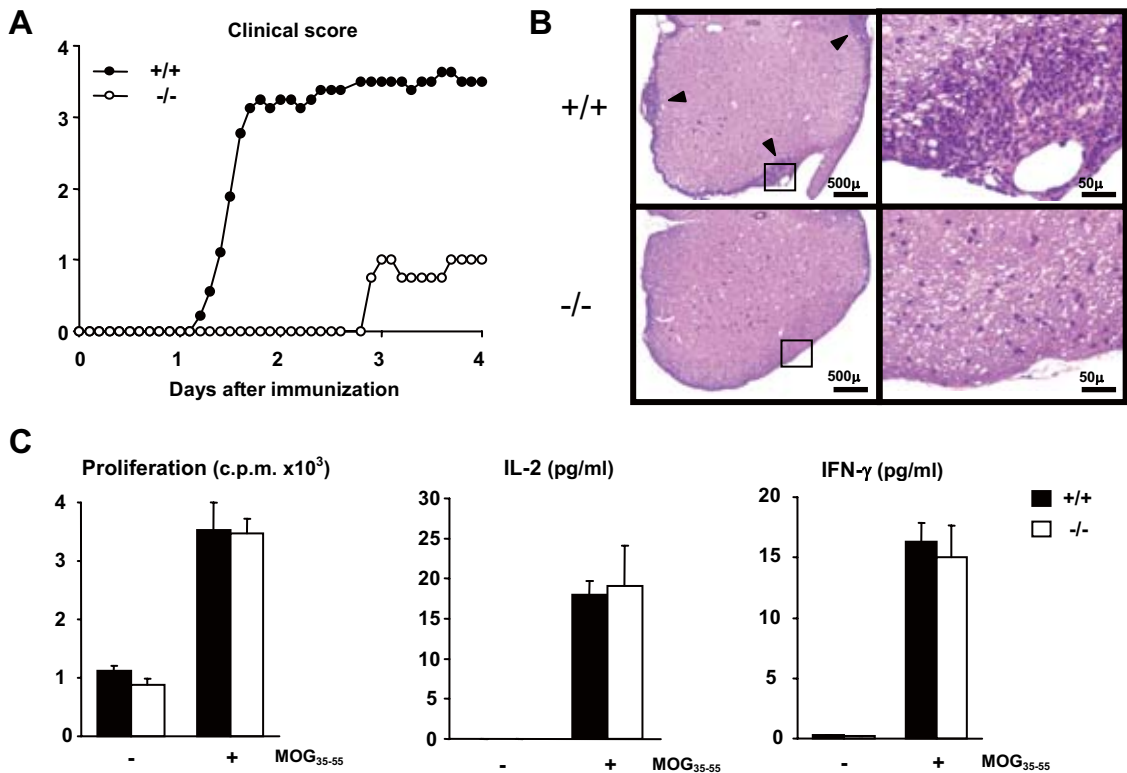 A
Clinical score
4
3
2
1
0
+/+
-/-
0 1 2 3 4
Days after immunization
B
+/+
500µ
50µ
-/-
500µ
50µ
C
Proliferation (c.p.m. x10³)
4
3
2
1
0
- + MOG₃₅₋₅₅
IL-2 (pg/ml)
30
25
20
15
10
5
0
- + MOG₃₅₋₅₅
IFN-γ (pg/ml)
20
15
10
5
0
- + MOG₃₅₋₅₅
+/+
-/-